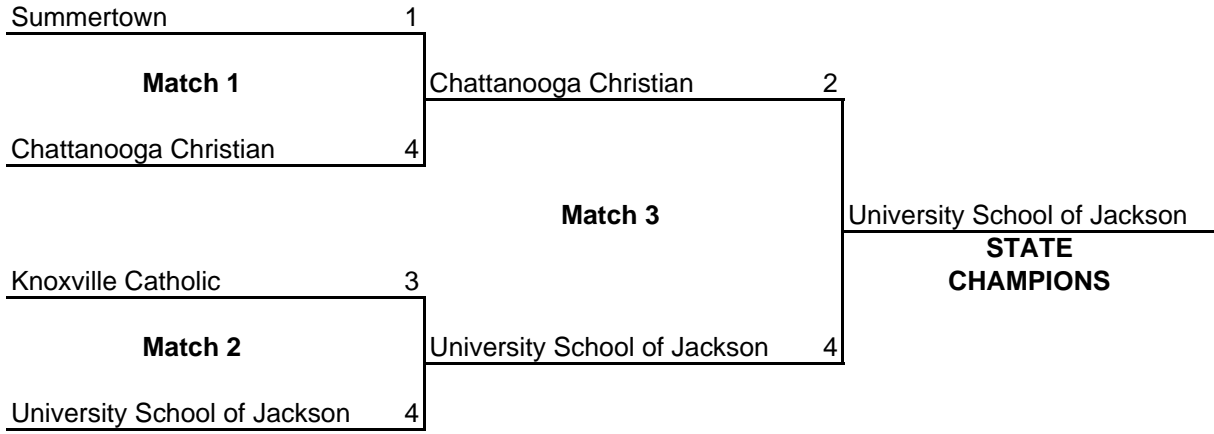 Summertown 1
Match 1
Chattanooga Christian 2
Chattanooga Christian 4
Match 3
University School of Jackson
STATE
CHAMPIONS
Knoxville Catholic 3
Match 2
University School of Jackson 4
University School of Jackson 4